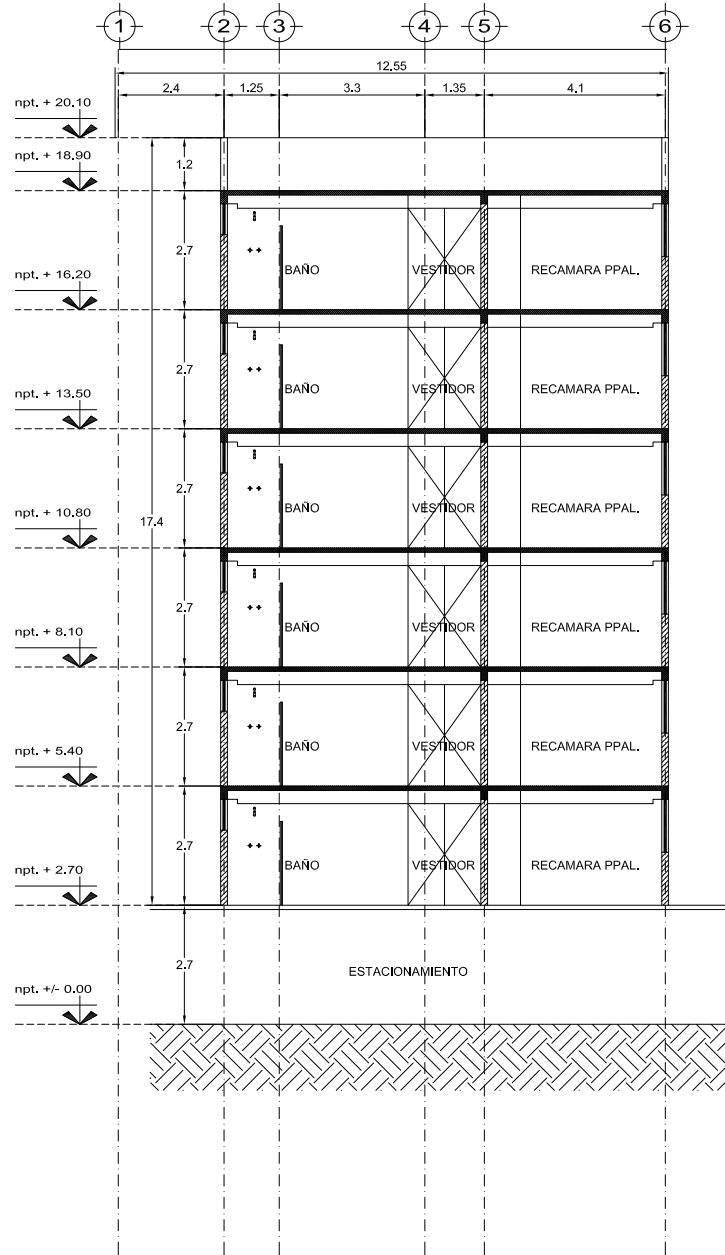 1 2 3 4 5 6
12.55
2.4 1.25 3.3 1.35 4.1
npt. + 20.10
1.2
npt. + 18.90
2.7
BAÑO VESTIDOR RECAMARA PPAL.
npt. + 16.20
2.7
BAÑO VESTIDOR RECAMARA PPAL.
npt. + 13.50
2.7
BAÑO VESTIDOR RECAMARA PPAL.
npt. + 10.80
17.4
2.7
BAÑO VESTIDOR RECAMARA PPAL.
npt. + 8.10
2.7
BAÑO VESTIDOR RECAMARA PPAL.
npt. + 5.40
2.7
BAÑO VESTIDOR RECAMARA PPAL.
npt. + 2.70
2.7
ESTACIONAMIENTO
npt. +/- 0.00